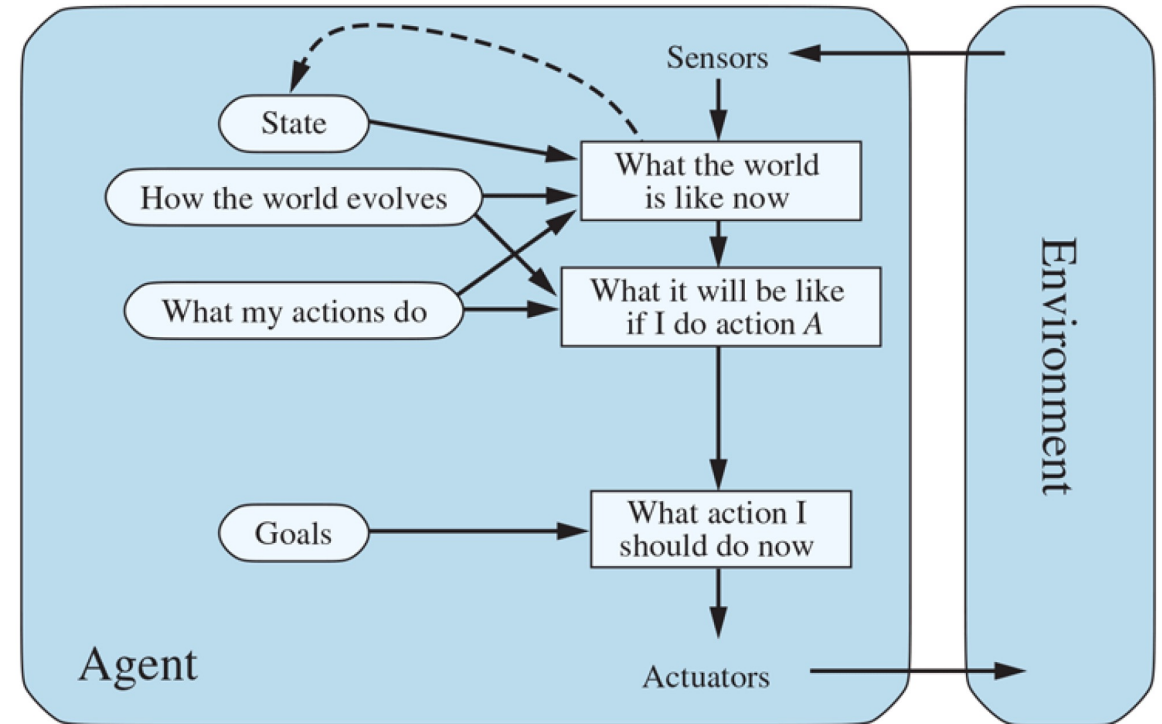 Sensors
State
What the world
is like now
How the world evolves
What my actions do
What it will be like
if I do action A
Environment
Goals
What action I
should do now
Agent
Actuators